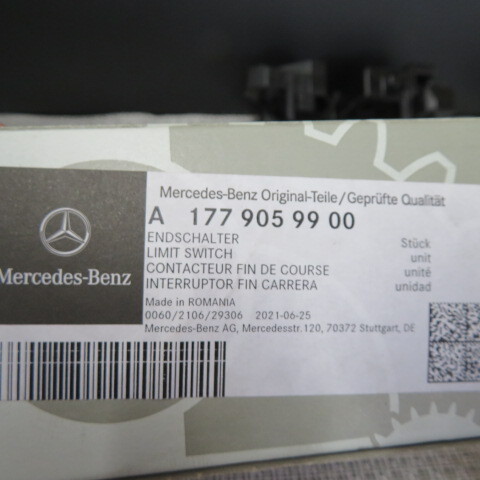 Mercedes-Benz Original-Teile/Geprüfte Qualität
A 177 905 99 00
ENDSCHALTER Stück
LIMIT SWITCH unit
CONTACTEUR FIN DE COURSE unité
INTERRUPTOR FIN CARRERA unidad
Mercedes-Benz
Made in ROMANIA
0060/2106/29306 2021-06-25
Mercedes-Benz AG, Mercedesstr.120, 70372 Stuttgart, DE